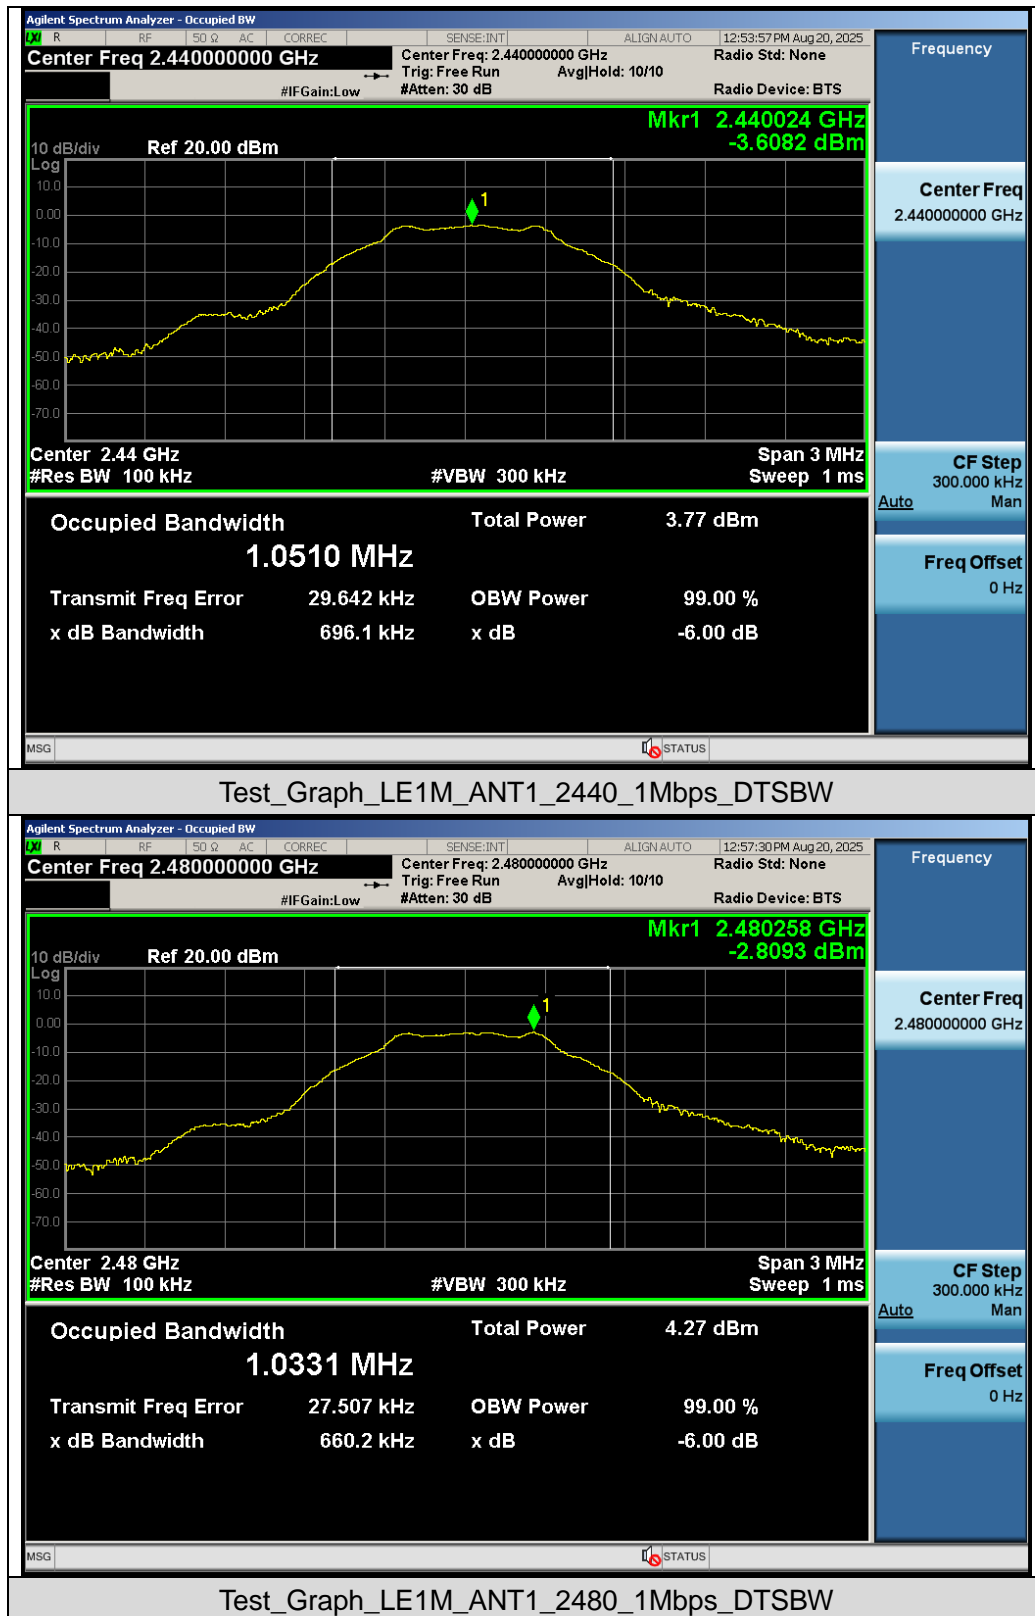 Agilent Spectrum Analyzer - Occupied BW
LXI R RF 50 Ω AC CORREC SENSE:INT ALIGN AUTO 12:53:57 PM Aug 20, 2025
Center Freq 2.440000000 GHz
Center Freq: 2.440000000 GHz
Radio Std: None
Trig: Free Run Avg|Hold: 10/10
#IFGain:Low #Atten: 30 dB Radio Device: BTS
Frequency
Mkr1 2.440024 GHz
-3.6082 dBm
10 dB/div Ref 20.00 dBm
Log
10.0
0.00
-10.0
-20.0
-30.0
-40.0
-50.0
-60.0
-70.0
1
Center Freq
2.440000000 GHz
Center 2.44 GHz Span 3 MHz
#Res BW 100 kHz #VBW 300 kHz Sweep 1 ms
CF Step
300.000 kHz
Auto Man
Occupied Bandwidth Total Power 3.77 dBm
1.0510 MHz
Freq Offset
0 Hz
Transmit Freq Error 29.642 kHz OBW Power 99.00 %
x dB Bandwidth 696.1 kHz x dB -6.00 dB
MSG STATUS
Test_Graph_LE1M_ANT1_2440_1Mbps_DTSBW
Agilent Spectrum Analyzer - Occupied BW
LXI R RF 50 Ω AC CORREC SENSE:INT ALIGN AUTO 12:57:30 PM Aug 20, 2025
Center Freq 2.480000000 GHz
Center Freq: 2.480000000 GHz
Radio Std: None
Trig: Free Run Avg|Hold: 10/10
#IFGain:Low #Atten: 30 dB Radio Device: BTS
Frequency
Mkr1 2.480258 GHz
-2.8093 dBm
10 dB/div Ref 20.00 dBm
Log
10.0
0.00
-10.0
-20.0
-30.0
-40.0
-50.0
-60.0
-70.0
1
Center Freq
2.480000000 GHz
Center 2.48 GHz Span 3 MHz
#Res BW 100 kHz #VBW 300 kHz Sweep 1 ms
CF Step
300.000 kHz
Auto Man
Occupied Bandwidth Total Power 4.27 dBm
1.0331 MHz
Freq Offset
0 Hz
Transmit Freq Error 27.507 kHz OBW Power 99.00 %
x dB Bandwidth 660.2 kHz x dB -6.00 dB
MSG STATUS
Test_Graph_LE1M_ANT1_2480_1Mbps_DTSBW